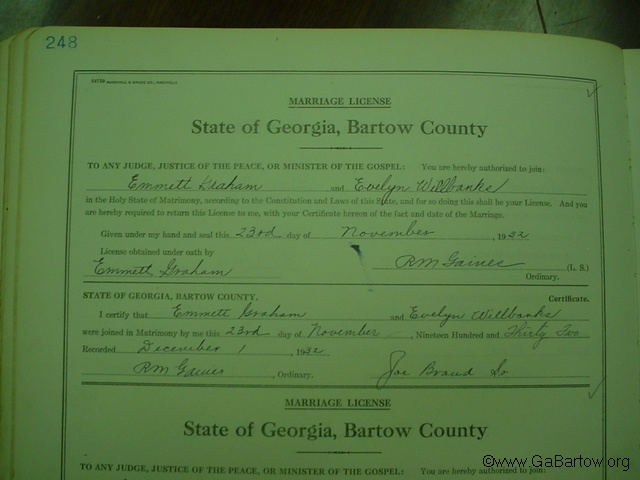 248
MARRIAGE LICENSE
State of Georgia, Bartow County
TO ANY JUDGE, JUSTICE OF THE PEACE, OR MINISTER OF THE GOSPEL: You are hereby authorized to join:
Emmett Graham and Evelyn Willbanks
in the Holy State of Matrimony, according to the Constitution and Laws of this State, and for so doing this shall be your License. And you
are hereby required to return this License to me, with your Certificate hereon of the fact and date of the Marriage.
Given under my hand and seal this 23rd day of November, 1932
License obtained under oath by
Emmett Graham RM Gaines (L. S.)
Ordinary.
STATE OF GEORGIA, BARTOW COUNTY. Certificate.
I certify that Emmett Graham and Evelyn Willbanks
were joined in Matrimony by me this 23rd day of November, Nineteen Hundred and Thirty Two
Recorded December 1, 1932
RM Gaines, Ordinary. Joe
MARRIAGE LICENSE
State of Georgia, Bartow County
TO ANY JUDGE, JUSTICE OF THE PEACE, OR MINISTER OF THE GOSPEL: You are hereby authorized to join:
©www.GaBartow.org